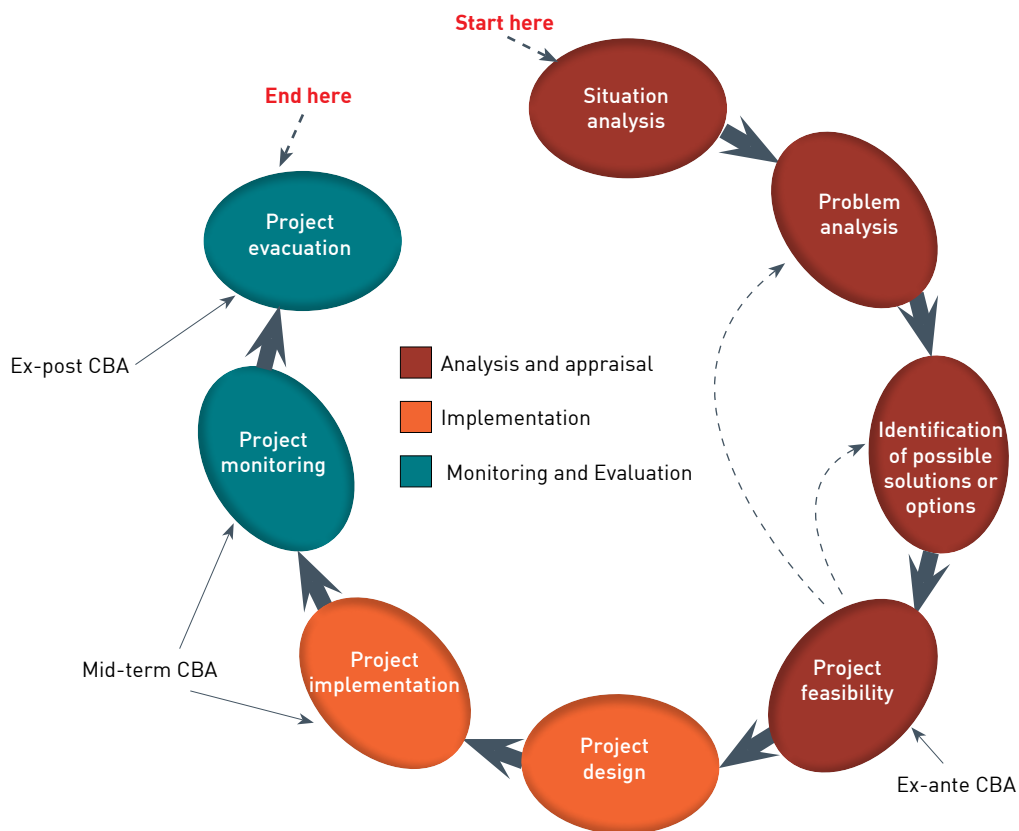 Start here
Situation
analysis
End here
Problem
analysis
Project
evacuation
Ex-post CBA
Analysis and appraisal
Implementation
Monitoring and Evaluation
Identification
of possible
solutions or
options
Project
monitoring
Mid-term CBA
Project
implementation
Project
feasibility
Project
design
Ex-ante CBA